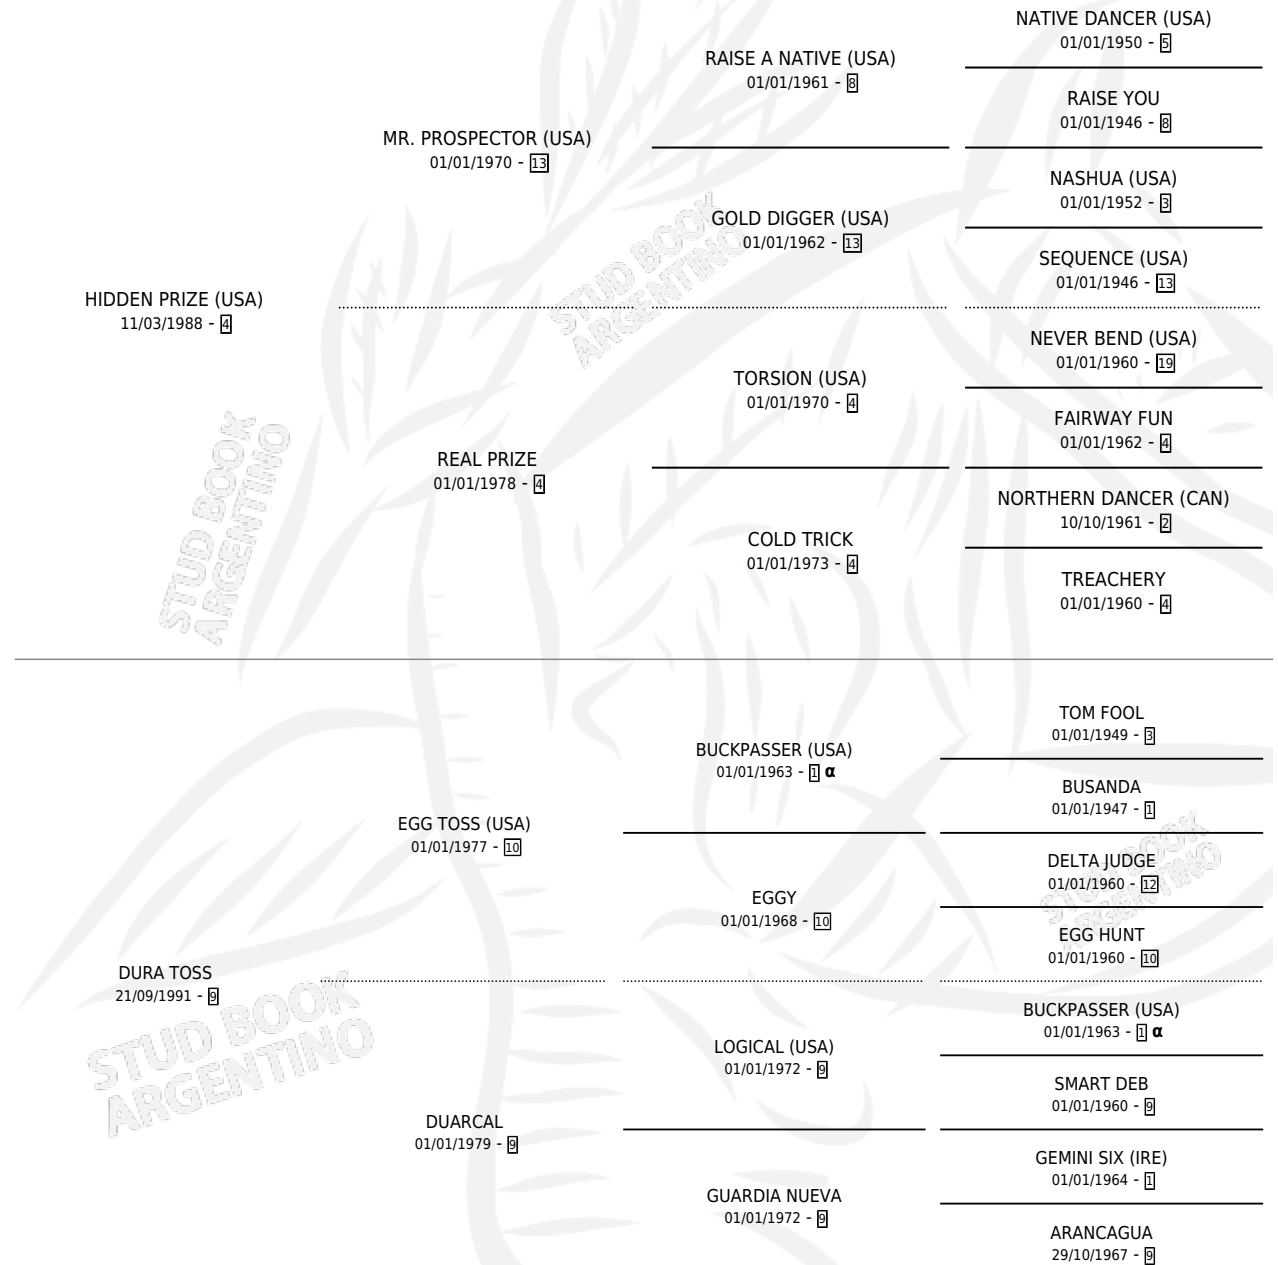 NATIVE DANCER (USA)
01/01/1950 - 5
RAISE A NATIVE (USA)
01/01/1961 - 8
RAISE YOU
01/01/1946 - 8
MR. PROSPECTOR (USA)
01/01/1970 - 13
NASHUA (USA)
01/01/1952 - 3
GOLD DIGGER (USA)
01/01/1962 - 13
SEQUENCE (USA)
01/01/1946 - 13
HIDDEN PRIZE (USA)
11/03/1988 - 4
NEVER BEND (USA)
01/01/1960 - 19
TORSION (USA)
01/01/1970 - 4
FAIRWAY FUN
01/01/1962 - 4
REAL PRIZE
01/01/1978 - 4
NORTHERN DANCER (CAN)
10/10/1961 - 2
COLD TRICK
01/01/1973 - 4
TREACHERY
01/01/1960 - 4
STUD BOOK
ARGENTINO
STUD BOOK
ARGENTINO
TOM FOOL
01/01/1949 - 3
BUCKPASSER (USA)
01/01/1963 - 1 α
BUSANDA
01/01/1947 - 1
EGG TOSS (USA)
01/01/1977 - 10
DELTA JUDGE
01/01/1960 - 12
EGGY
01/01/1968 - 10
EGG HUNT
01/01/1960 - 10
DURA TOSS
21/09/1991 - 9
BUCKPASSER (USA)
01/01/1963 - 1 α
LOGICAL (USA)
01/01/1972 - 9
SMART DEB
01/01/1960 - 9
DUARCAL
01/01/1979 - 9
GEMINI SIX (IRE)
01/01/1964 - 1
GUARDIA NUEVA
01/01/1972 - 9
ARANCAGUA
29/10/1967 - 9
STUD BOOK
ARGENTINO
STUD BOOK
ARGENTINO